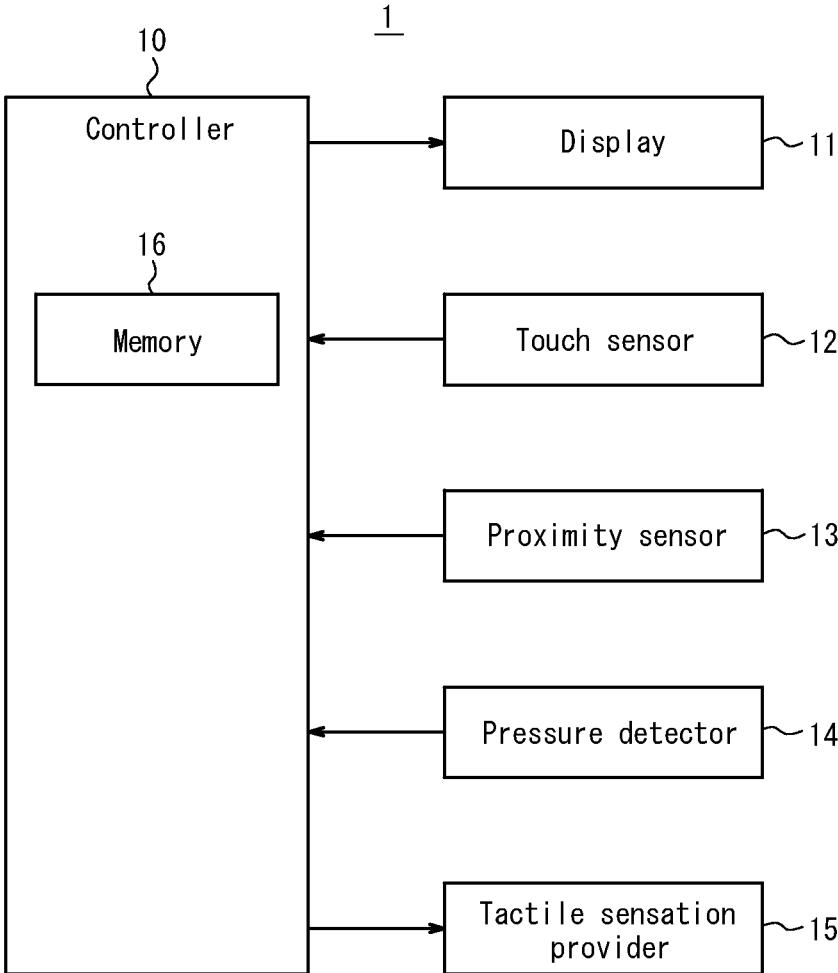 1
10
Controller
Display
11
16
Memory
Touch sensor
12
Proximity sensor
13
Pressure detector
14
Tactile sensation
provider
15